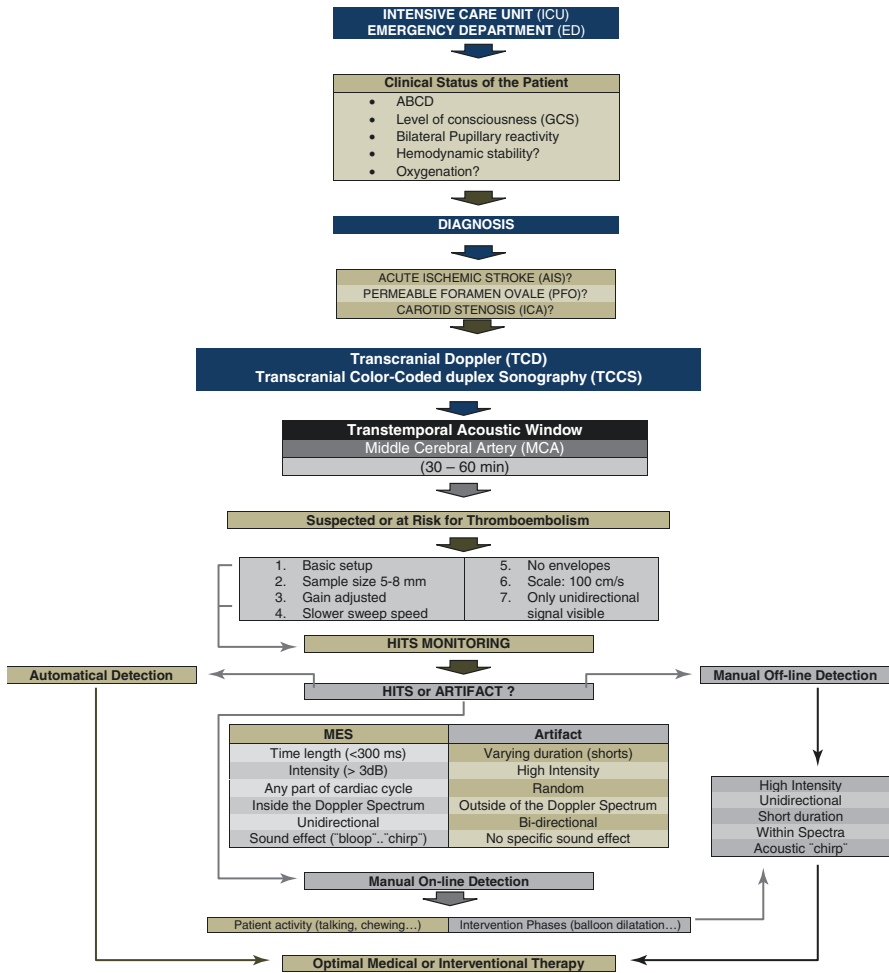 INTENSIVE CARE UNIT (ICU)
EMERGENCY DEPARTMENT (ED)
Clinical Status of the Patient
• ABCD
• Level of consciousness (GCS)
• Bilateral Pupillary reactivity
• Hemodynamic stability?
• Oxygenation?
DIAGNOSIS
ACUTE ISCHEMIC STROKE (AIS)?
PERMEABLE FORAMEN OVALE (PFO)?
CAROTID STENOSIS (ICA)?
Transcranial Doppler (TCD)
Transcranial Color-Coded duplex Sonography (TCCS)
Transtemporal Acoustic Window
Middle Cerebral Artery (MCA)
(30 – 60 min)
Suspected or at Risk for Thromboembolism
1. Basic setup
2. Sample size 5-8 mm
3. Gain adjusted
4. Slower sweep speed
5. No envelopes
6. Scale: 100 cm/s
7. Only unidirectional
signal visible
HITS MONITORING
Automatical Detection
HITS or ARTIFACT ?
Manual Off-line Detection
MES Artifact
Time length (<300 ms) Varying duration (shorts)
Intensity (> 3dB) High Intensity
Any part of cardiac cycle Random
Inside the Doppler Spectrum Outside of the Doppler Spectrum
Unidirectional Bi-directional
Sound effect (¨bloop¨..¨chirp¨) No specific sound effect
High Intensity
Unidirectional
Short duration
Within Spectra
Acoustic ¨chirp¨
Manual On-line Detection
Patient activity (talking, chewing…) Intervention Phases (balloon dilatation…)
Optimal Medical or Interventional Therapy